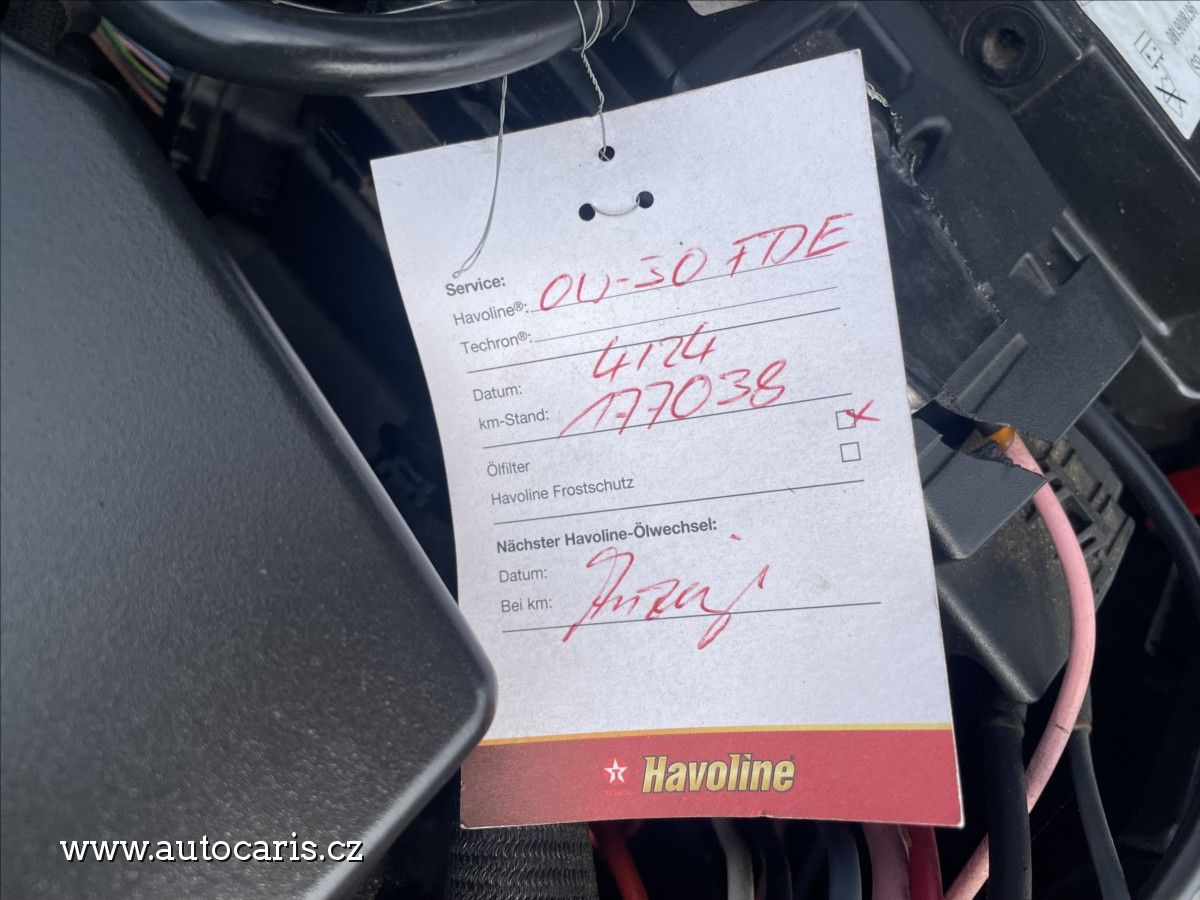 Service:
Havoline®: 0W-30 FDE
Techron®:
Datum: 4/24
km-Stand: 177038
Ölfilter x
Havoline Frostschutz
Nächster Havoline-Ölwechsel:
Datum:
Bei km:
Havoline
www.autocaris.cz